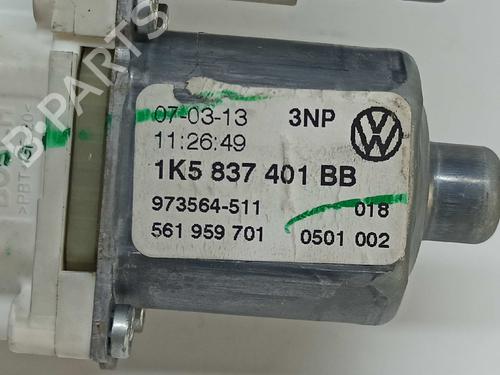 B-PARTS
07-03-13 3NP
11:26:49
1K5 837 401 BB
973564-511 018
561 959 701 0501 002